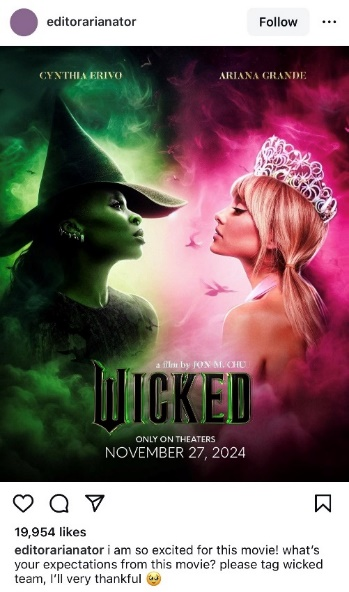 editorarianator
Follow
CYNTHIA ERIVO
ARIANA GRANDE
a film by JON M. CHU
WICKED
ONLY ON THEATERS
NOVEMBER 27, 2024
19,954 likes
editorarianator i am so excited for this movie! what's
your expectations from this movie? please tag wicked
team, I'll very thankful 🥹